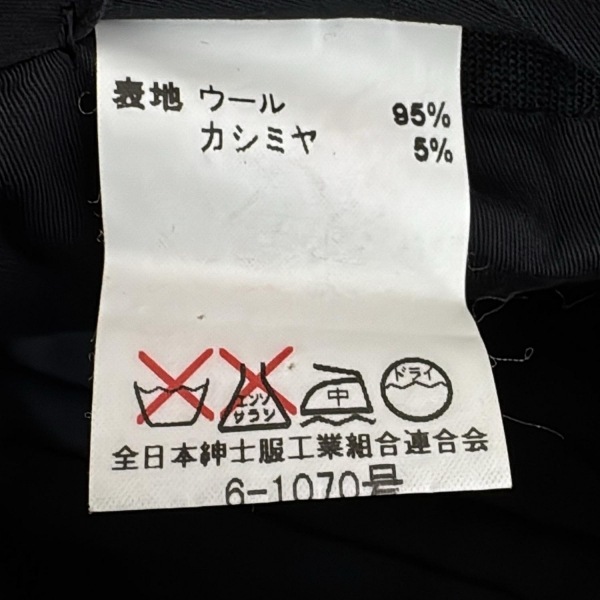 表地 ウール 95%
カシミヤ 5%
エンソ
サラシ
中
ドライ
全日本紳士服工業組合連合会
6-1070号